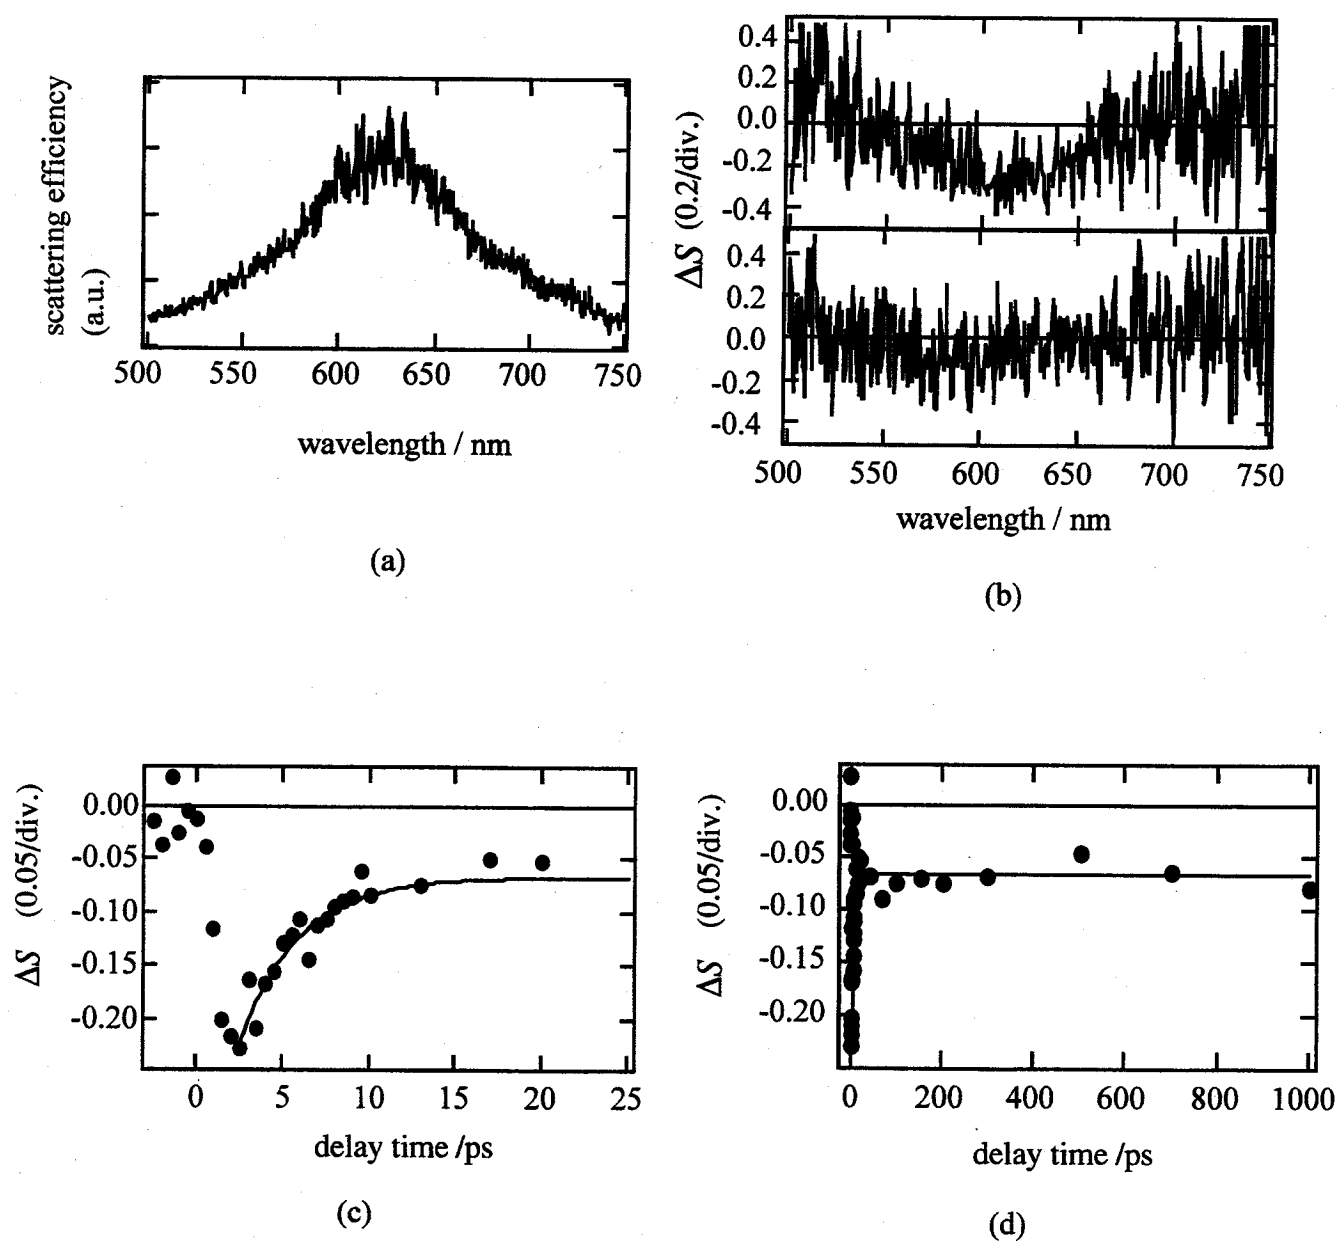 scattering efficiency
(a.u.)
500 550 600 650 700 750
wavelength / nm
(a)
ΔS (0.2/div.)
0.4
0.2
0.0
-0.2
-0.4
0.4
0.2
0.0
-0.2
-0.4
500 550 600 650 700 750
wavelength / nm
(b)
ΔS (0.05/div.)
0.00
-0.05
-0.10
-0.15
-0.20
0 5 10 15 20 25
delay time /ps
(c)
ΔS (0.05/div.)
0.00
-0.05
-0.10
-0.15
-0.20
0 200 400 600 800 1000
delay time /ps
(d)